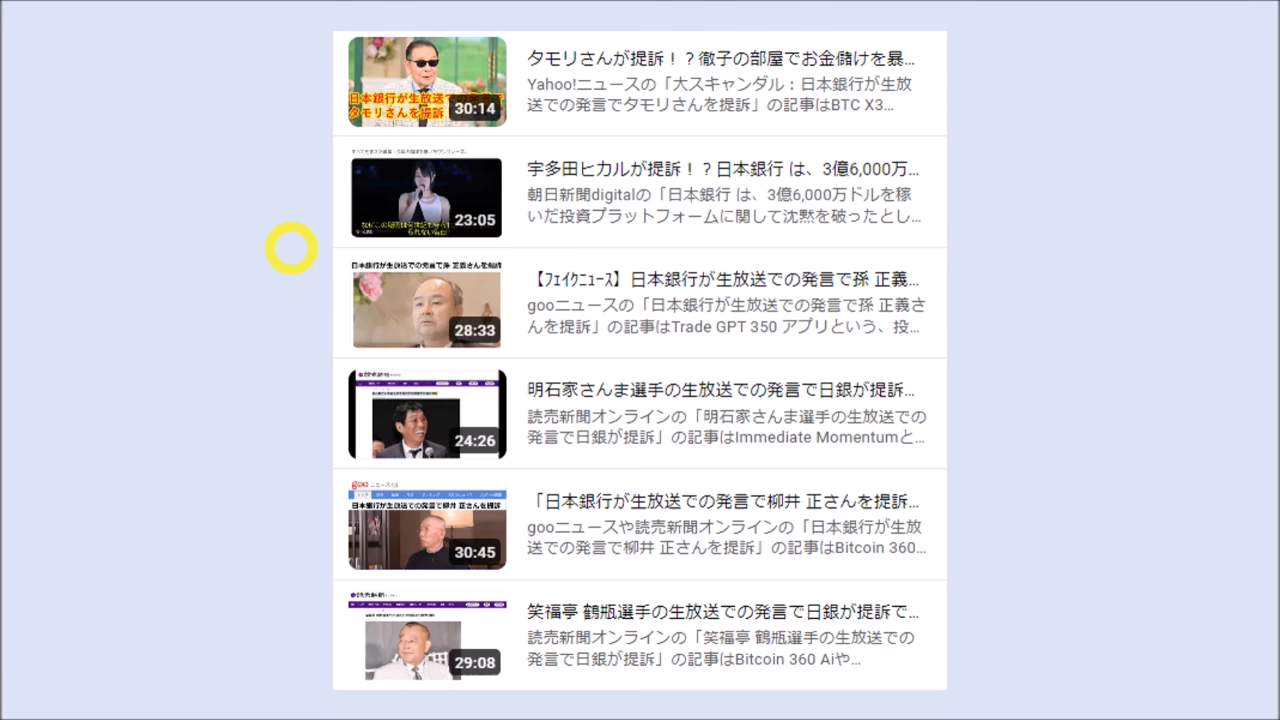 日本銀行が生放送での発言で
タモリさんを提訴
30:14
タモリさんが提訴！？徹子の部屋でお金儲けを暴...
Yahoo!ニュースの「大スキャンダル：日本銀行が生放
送での発言でタモリさんを提訴」の記事はBTC X3...
23:05
宇多田ヒカルが提訴！？日本銀行 は、3億6,000万...
朝日新聞digitalの「日本銀行 は、3億6,000万ドルを稼
いだ投資プラットフォームに関して沈黙を破ったとし...
日本銀行が生放送での発言で孫 正義さんを提訴
28:33
【ﾌｪｲｸﾆｭｰｽ】日本銀行が生放送での発言で孫 正義...
gooニュースの「日本銀行が生放送での発言で孫 正義さ
んを提訴」の記事はTrade GPT 350 アプリという、投...
読売新聞
24:26
明石家さんま選手の生放送での発言で日銀が提訴...
読売新聞オンラインの「明石家さんま選手の生放送での
発言で日銀が提訴」の記事はImmediate Momentumと...
goo ニュース
日本銀行が生放送での発言で柳井 正さんを提訴
30:45
「日本銀行が生放送での発言で柳井 正さんを提訴...
gooニュースや読売新聞オンラインの「日本銀行が生放
送での発言で柳井 正さんを提訴」の記事はBitcoin 360...
読売新聞
29:08
笑福亭 鶴瓶選手の生放送での発言で日銀が提訴で...
読売新聞オンラインの「笑福亭 鶴瓶選手の生放送での
発言で日銀が提訴」の記事はBitcoin 360 Aiや...